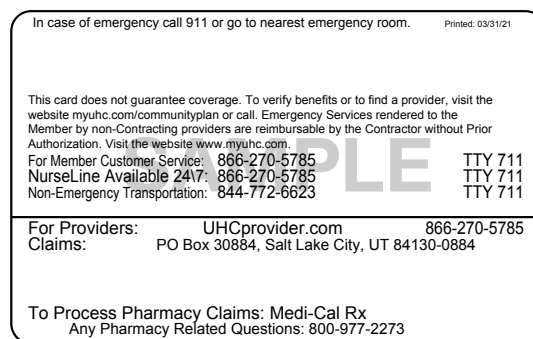 In case of emergency call 911 or go to nearest emergency room. Printed: 03/31/21
This card does not guarantee coverage. To verify benefits or to find a provider, visit the
website myuhc.com/communityplan or call. Emergency Services rendered to the
Member by non-Contracting providers are reimbursable by the Contractor without Prior
Authorization. Visit the website www.myuhc.com.
SAMPLE
For Member Customer Service: 866-270-5785 TTY 711
NurseLine Available 24\7: 866-270-5785 TTY 711
Non-Emergency Transportation: 844-772-6623 TTY 711
For Providers: UHCprovider.com 866-270-5785
Claims: PO Box 30884, Salt Lake City, UT 84130-0884
To Process Pharmacy Claims: Medi-Cal Rx
Any Pharmacy Related Questions: 800-977-2273